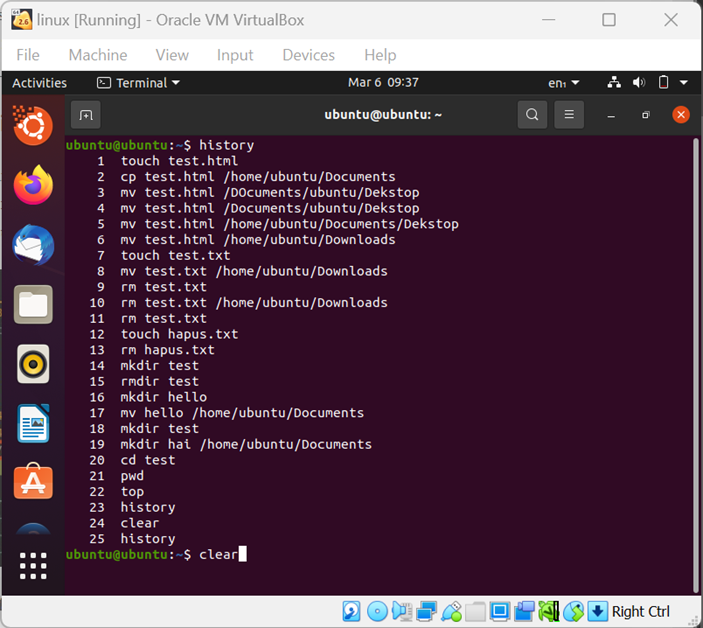 linux [Running] - Oracle VM VirtualBox
File Machine View Input Devices Help
Activities Terminal Mar 6 09:37 en₁
ubuntu@ubuntu: ~
ubuntu@ubuntu:~$ history
1 touch test.html
2 cp test.html /home/ubuntu/Documents
3 mv test.html /DOcuments/ubuntu/Dekstop
4 mv test.html /Documents/ubuntu/Dekstop
5 mv test.html /home/ubuntu/Documents/Dekstop
6 mv test.html /home/ubuntu/Downloads
7 touch test.txt
8 mv test.txt /home/ubuntu/Downloads
9 rm test.txt
10 rm test.txt /home/ubuntu/Downloads
11 rm test.txt
12 touch hapus.txt
13 rm hapus.txt
14 mkdir test
15 rmdir test
16 mkdir hello
17 mv hello /home/ubuntu/Documents
18 mkdir test
19 mkdir hai /home/ubuntu/Documents
20 cd test
21 pwd
22 top
23 history
24 clear
25 history
ubuntu@ubuntu:~$ clear
Right Ctrl